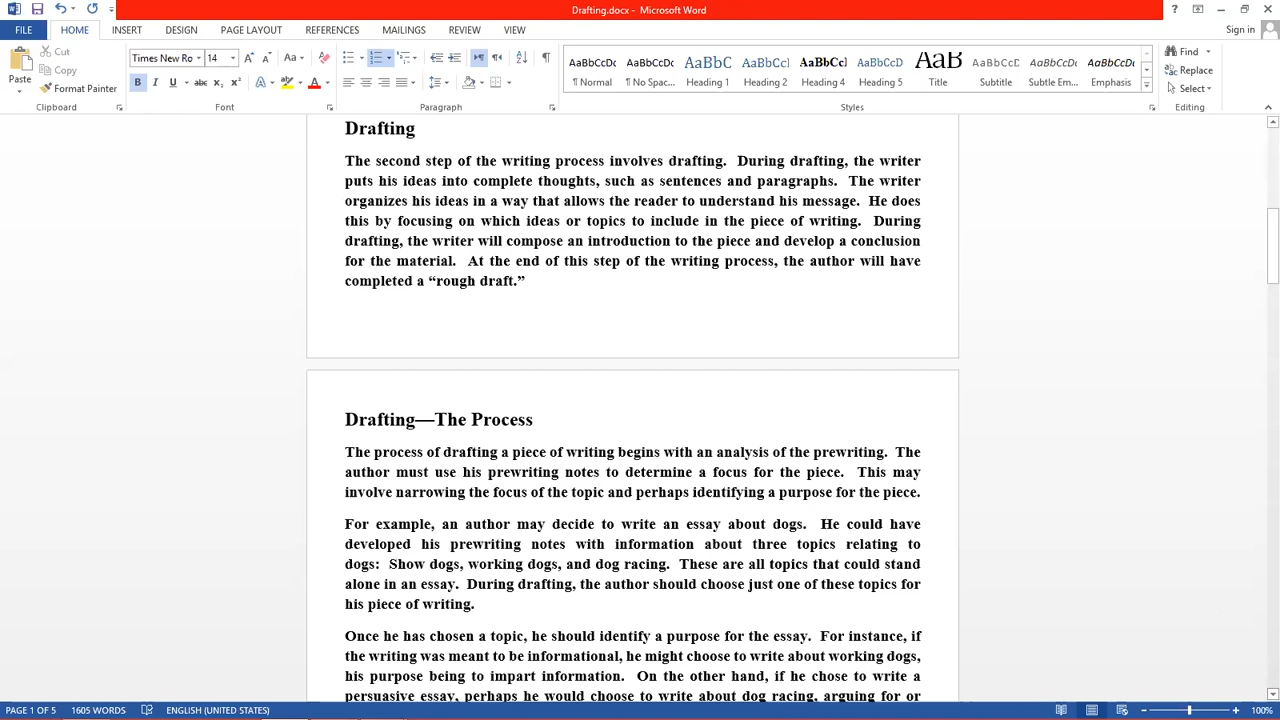 Drafting.docx - Microsoft Word
? 
Sign in
FILE HOME INSERT DESIGN PAGE LAYOUT REFERENCES MAILINGS REVIEW VIEW
Paste
Cut
Copy
Format Painter
Clipboard
Times New Ro 14
Font
Paragraph
AaBbCcDc AaBbCcDc AaBbC AaBbCcI AaBbCcI AaBbCcD AaB AaBbCcD AaBbCcDc AaBbCcDc
¶ Normal ¶ No Spac... Heading 1 Heading 2 Heading 4 Heading 5 Title Subtitle Subtle Em... Emphasis
Styles
Find
Replace
Select
Editing
Drafting
The second step of the writing process involves drafting. During drafting, the writer
puts his ideas into complete thoughts, such as sentences and paragraphs. The writer
organizes his ideas in a way that allows the reader to understand his message. He does
this by focusing on which ideas or topics to include in the piece of writing. During
drafting, the writer will compose an introduction to the piece and develop a conclusion
for the material. At the end of this step of the writing process, the author will have
completed a “rough draft.”
Drafting—The Process
The process of drafting a piece of writing begins with an analysis of the prewriting. The
author must use his prewriting notes to determine a focus for the piece. This may
involve narrowing the focus of the topic and perhaps identifying a purpose for the piece.
For example, an author may decide to write an essay about dogs. He could have
developed his prewriting notes with information about three topics relating to
dogs: Show dogs, working dogs, and dog racing. These are all topics that could stand
alone in an essay. During drafting, the author should choose just one of these topics for
his piece of writing.
Once he has chosen a topic, he should identify a purpose for the essay. For instance, if
the writing was meant to be informational, he might choose to write about working dogs,
his purpose being to impart information. On the other hand, if he chose to write a
persuasive essay, perhaps he would choose to write about dog racing, arguing for or
PAGE 1 OF 5 1605 WORDS ENGLISH (UNITED STATES) 100%